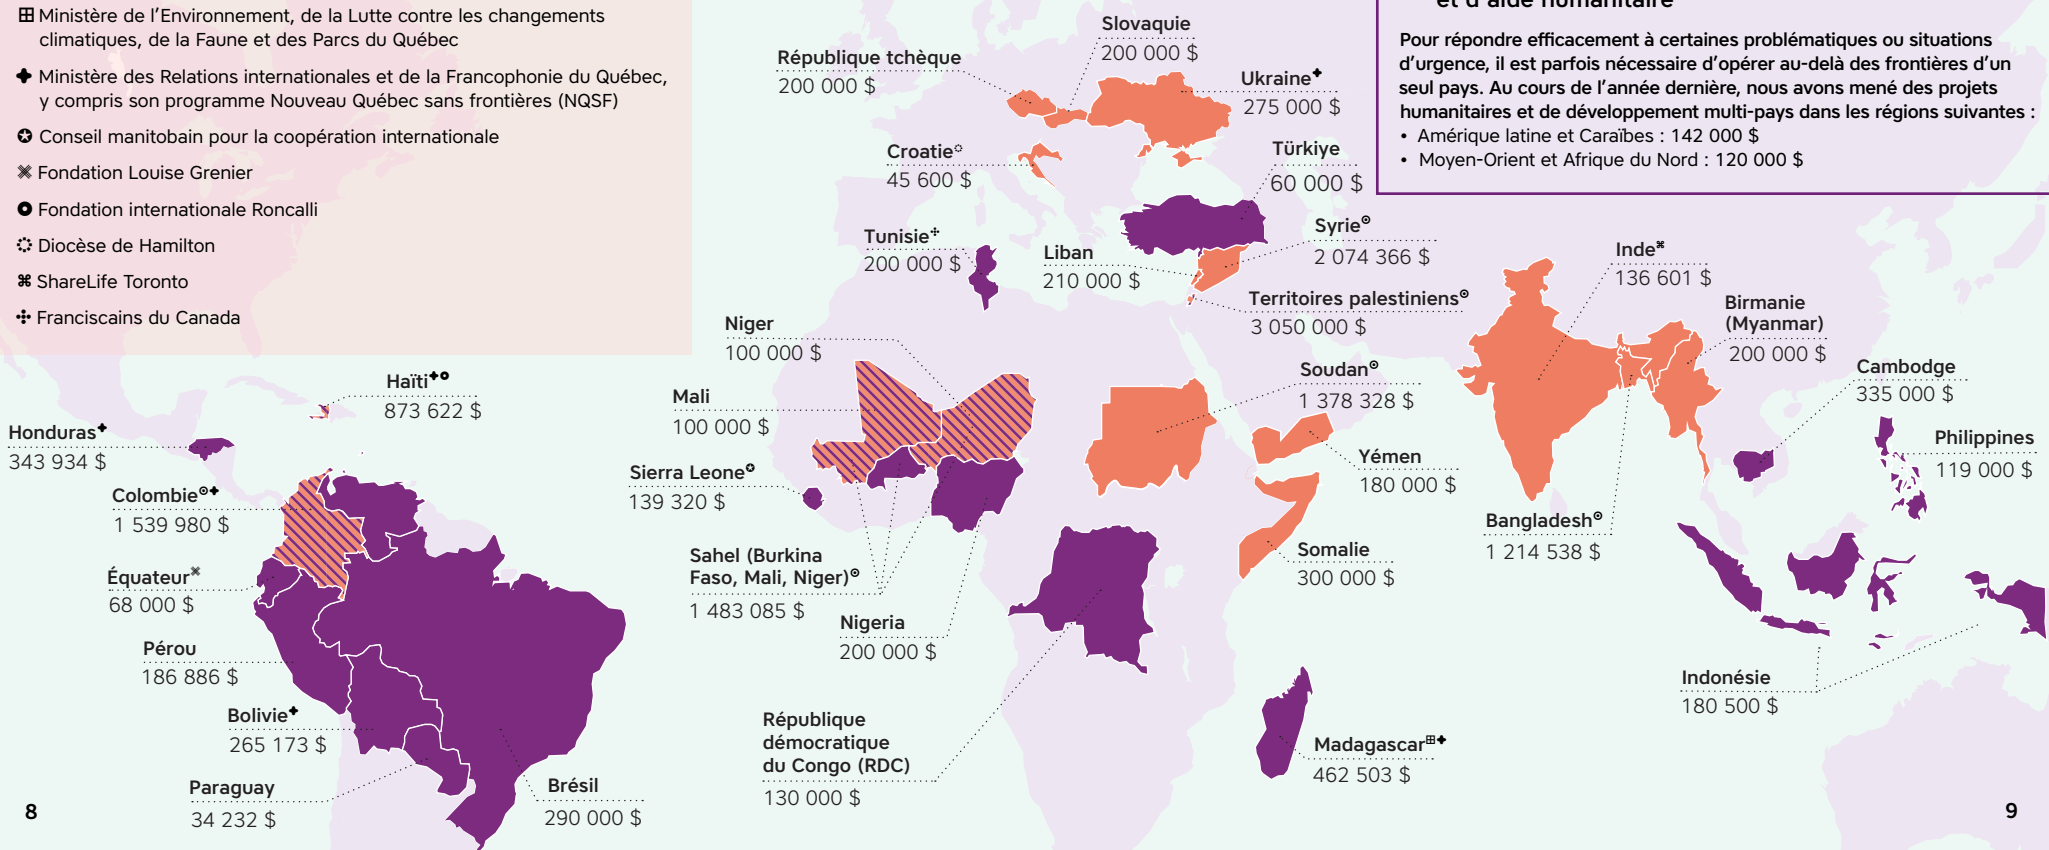 ⊞ Ministère de l’Environnement, de la Lutte contre les changements
climatiques, de la Faune et des Parcs du Québec
✦ Ministère des Relations internationales et de la Francophonie du Québec,
y compris son programme Nouveau Québec sans frontières (NQSF)
✪ Conseil manitobain pour la coopération internationale
⌘ Fondation Louise Grenier
Fondation internationale Roncalli
Diocèse de Hamilton
⌘ ShareLife Toronto
✣ Franciscains du Canada
et d’aide humanitaire
Pour répondre efficacement à certaines problématiques ou situations
d’urgence, il est parfois nécessaire d’opérer au-delà des frontières d’un
seul pays. Au cours de l’année dernière, nous avons mené des projets
humanitaires et de développement multi-pays dans les régions suivantes :
• Amérique latine et Caraïbes : 142 000 $
• Moyen-Orient et Afrique du Nord : 120 000 $
Slovaquie
200 000 $
République tchèque
200 000 $
Ukraine✦
275 000 $
Croatie
45 600 $
Türkiye
60 000 $
Tunisie✣
200 000 $
Liban
210 000 $
Syrie⊙
2 074 366 $
Territoires palestiniens⊙
3 050 000 $
Inde⌘
136 601 $
Birmanie
(Myanmar)
200 000 $
Cambodge
335 000 $
Philippines
119 000 $
Niger
100 000 $
Mali
100 000 $
Soudan⊙
1 378 328 $
Yémen
180 000 $
Haïti✦
873 622 $
Honduras✦
343 934 $
Colombie⊙✦
1 539 980 $
Équateur
68 000 $
Pérou
186 886 $
Bolivie✦
265 173 $
Paraguay
34 232 $
Brésil
290 000 $
Sierra Leone✪
139 320 $
Sahel (Burkina
Faso, Mali, Niger)⊙
1 483 085 $
Nigeria
200 000 $
République
démocratique
du Congo (RDC)
130 000 $
Somalie
300 000 $
Bangladesh⊙
1 214 538 $
Indonésie
180 500 $
Madagascar⊞✦
462 503 $
8
9